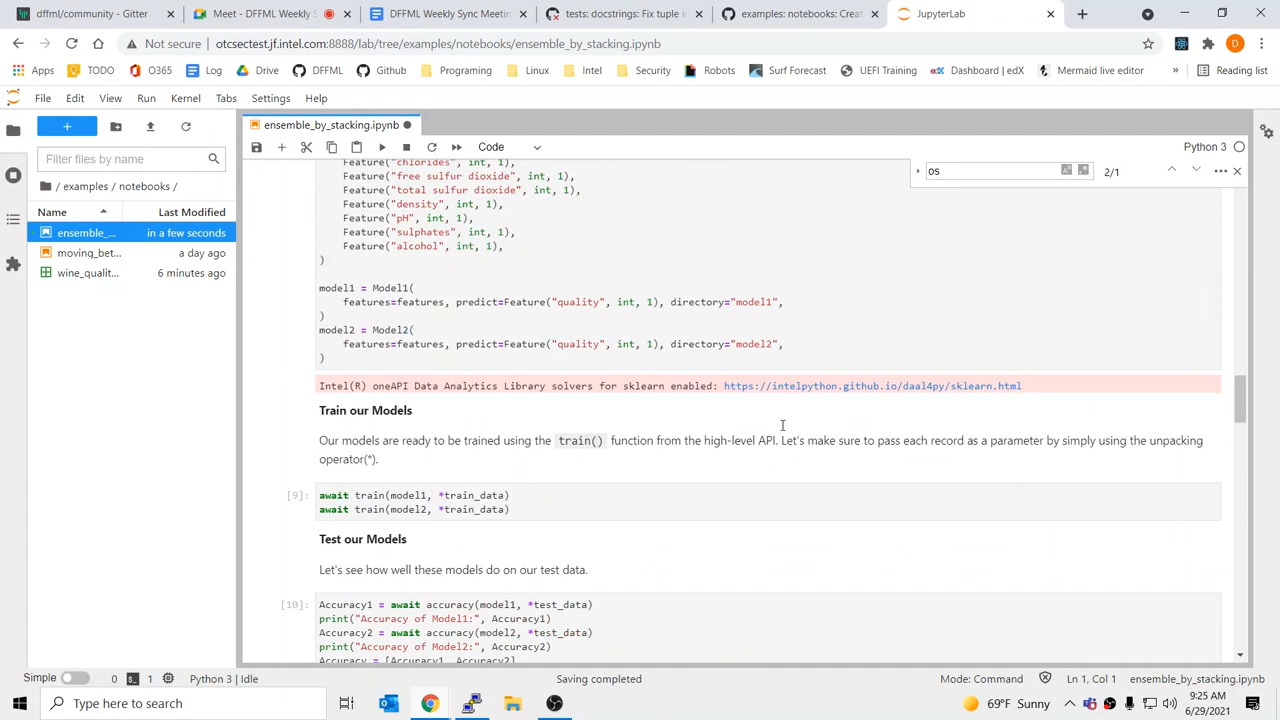 dffml/community - Gitter
Meet - DFFML Weekly S
DFFML Weekly Sync Meetin
tests: docstrings: Fix tuple i
examples: notebooks: Creat
JupyterLab
Not secure | otcsectest.jf.intel.com:8888/lab/tree/examples/notebooks/ensemble_by_stacking.ipynb
D
Apps
TODO
O365
Log
Drive
DFFML
Github
Programing
Linux
Intel
Security
Robots
Surf Forecast
UEFI Training
edX
Dashboard | edX
Mermaid live editor
»
Reading list
File
Edit
View
Run
Kernel
Tabs
Settings
Help
ensemble_by_stacking.ipynb
Filter files by name
/ examples / notebooks /
Name
Last Modified
ensemble_...
in a few seconds
moving_bet...
a day ago
wine_qualit...
6 minutes ago
Code
Python 3
os
2/1
Feature("chlorides", int, 1),
Feature("free sulfur dioxide", int, 1),
Feature("total sulfur dioxide", int, 1),
Feature("density", int, 1),
Feature("pH", int, 1),
Feature("sulphates", int, 1),
Feature("alcohol", int, 1),
)
model1 = Model1(
features=features, predict=Feature("quality", int, 1), directory="model1",
)
model2 = Model2(
features=features, predict=Feature("quality", int, 1), directory="model2",
)
Intel(R) oneAPI Data Analytics Library solvers for sklearn enabled: https://intelpython.github.io/daal4py/sklearn.html
Train our Models
Our models are ready to be trained using the train() function from the high-level API. Let's make sure to pass each record as a parameter by simply using the unpacking
operator(*).
[9]:
await train(model1, *train_data)
await train(model2, *train_data)
Test our Models
Let's see how well these models do on our test data.
[10]:
Accuracy1 = await accuracy(model1, *test_data)
print("Accuracy of Model1:", Accuracy1)
Accuracy2 = await accuracy(model2, *test_data)
print("Accuracy of Model2:", Accuracy2)
Accuracy = [Accuracy1, Accuracy2]
Simple
0
1
Python 3 | Idle
Saving completed
Mode: Command
Ln 1, Col 1
ensemble_by_stacking.ipynb
Type here to search
69°F Sunny
9:25 AM
6/29/2021